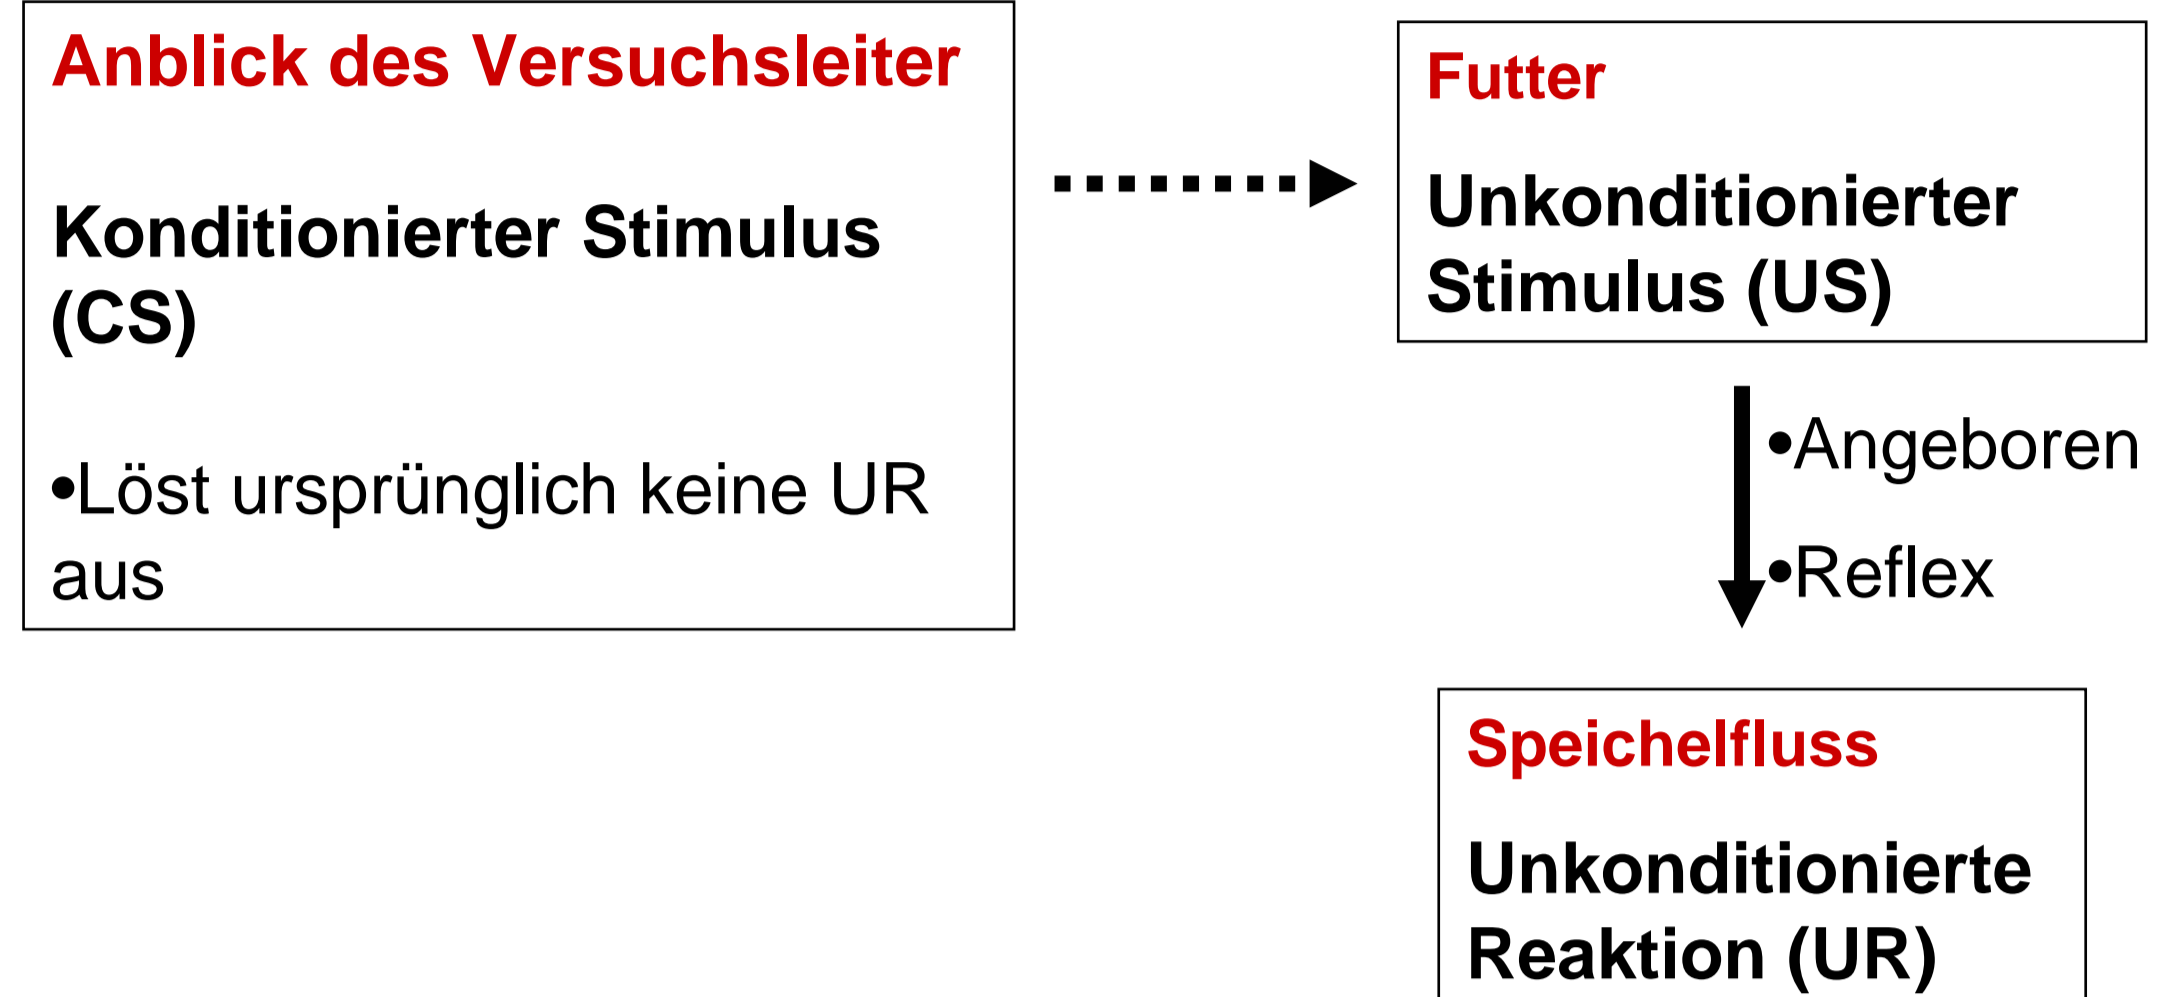 Anblick des Versuchsleiter
Konditionierter Stimulus
(CS)
•Löst ursprünglich keine UR
aus
Futter
Unkonditionierter
Stimulus (US)
•Angeboren
•Reflex
Speichelfluss
Unkonditionierte
Reaktion (UR)